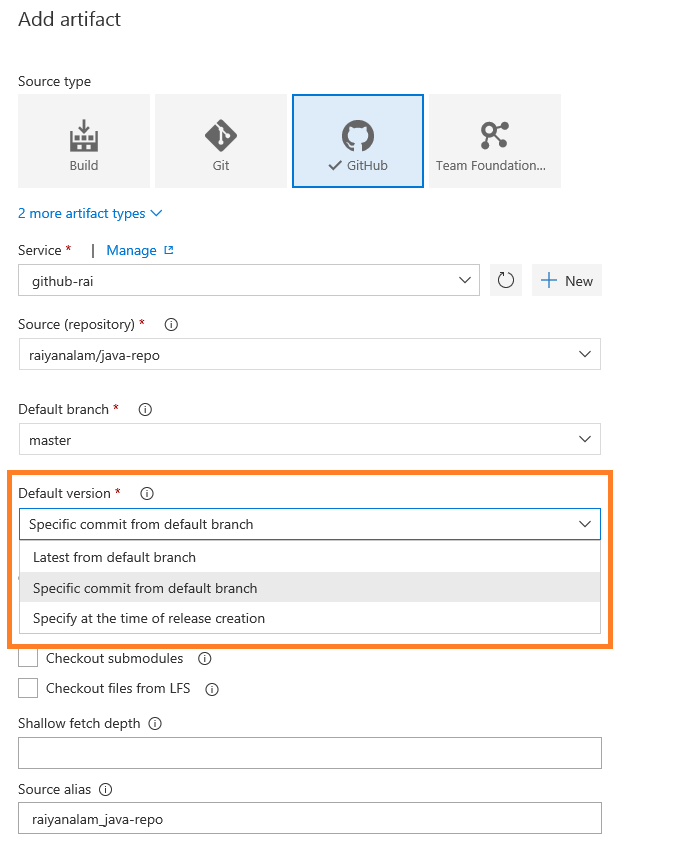 Add artifact
Source type
Build
Git
GitHub
Team Foundation...
2 more artifact types
Service * | Manage
github-rai
New
Source (repository) *
raiyanalam/java-repo
Default branch *
master
Default version *
Specific commit from default branch
Latest from default branch
Specific commit from default branch
Specify at the time of release creation
Checkout submodules
Checkout files from LFS
Shallow fetch depth
Source alias
raiyanalam_java-repo